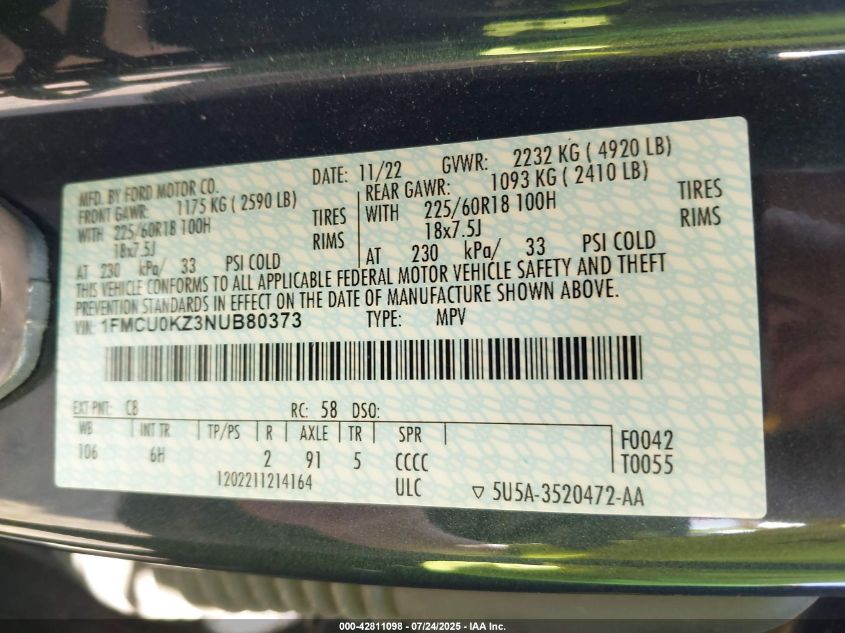 MFD. BY FORD MOTOR CO. DATE: 11/22 GVWR: 2232 KG ( 4920 LB)
FRONT GAWR: 1175 KG ( 2590 LB) REAR GAWR: 1093 KG ( 2410 LB)
WITH 225/60R18 100H TIRES WITH 225/60R18 100H TIRES
18x7.5J RIMS 18x7.5J RIMS
AT 230 kPa/ 33 PSI COLD AT 230 kPa/ 33 PSI COLD
THIS VEHICLE CONFORMS TO ALL APPLICABLE FEDERAL MOTOR VEHICLE SAFETY AND THEFT
PREVENTION STANDARDS IN EFFECT ON THE DATE OF MANUFACTURE SHOWN ABOVE.
VIN: 1FMCU0KZ3NUB80373 TYPE: MPV
EXT PNT: C8 RC: 58 DSO:
WB INT TR TP/PS R AXLE TR SPR F0042
106 6H 2 91 5 CCCC T0055
1202211214164 ULC ▽ 5U5A-3520472-AA
000-42811098 - 07/24/2025 - IAA Inc.